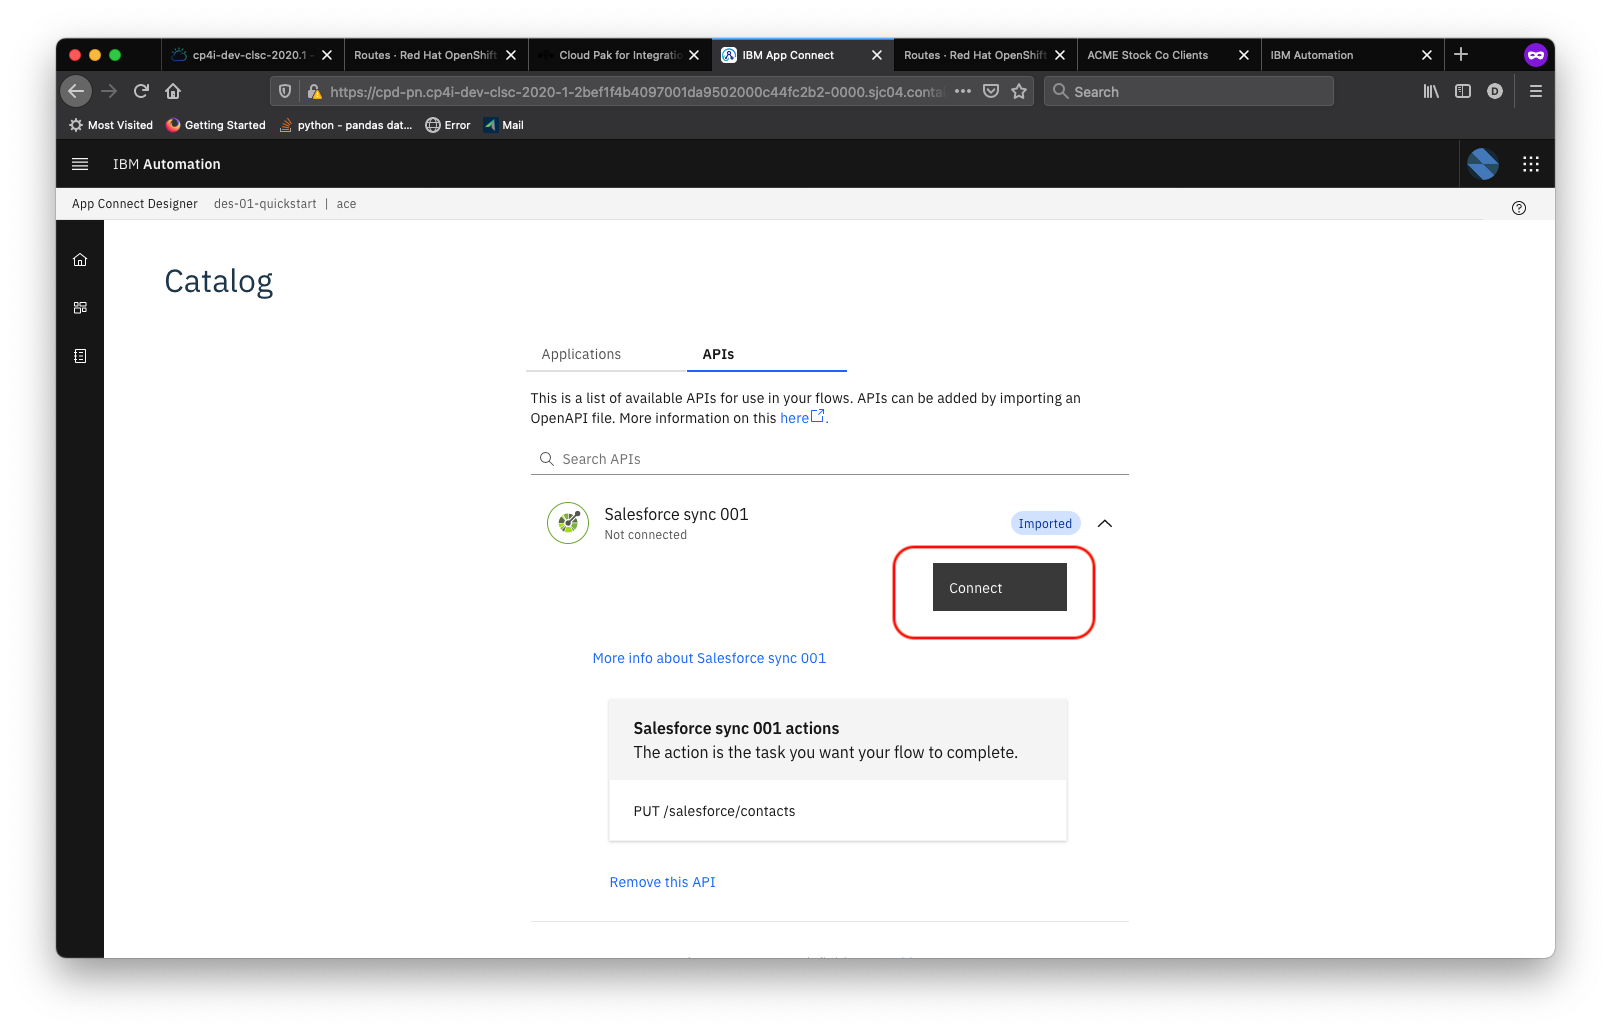 cp4i-dev-clsc-2020.1 -
Routes · Red Hat OpenShift
Cloud Pak for Integratio
IBM App Connect
Routes · Red Hat OpenShift
ACME Stock Co Clients
IBM Automation
https://cpd-pn.cp4i-dev-clsc-2020-1-2bef1f4b4097001da9502000c44fc2b2-0000.sjc04.conta
Search
D
Most Visited
Getting Started
python - pandas dat...
Error
Mail
IBM Automation
App Connect Designer des-01-quickstart | ace
Catalog
Applications
APIs
This is a list of available APIs for use in your flows. APIs can be added by importing an
OpenAPI file. More information on this here.
Search APIs
Salesforce sync 001
Not connected
Imported
Connect
More info about Salesforce sync 001
Salesforce sync 001 actions
The action is the task you want your flow to complete.
PUT /salesforce/contacts
Remove this API